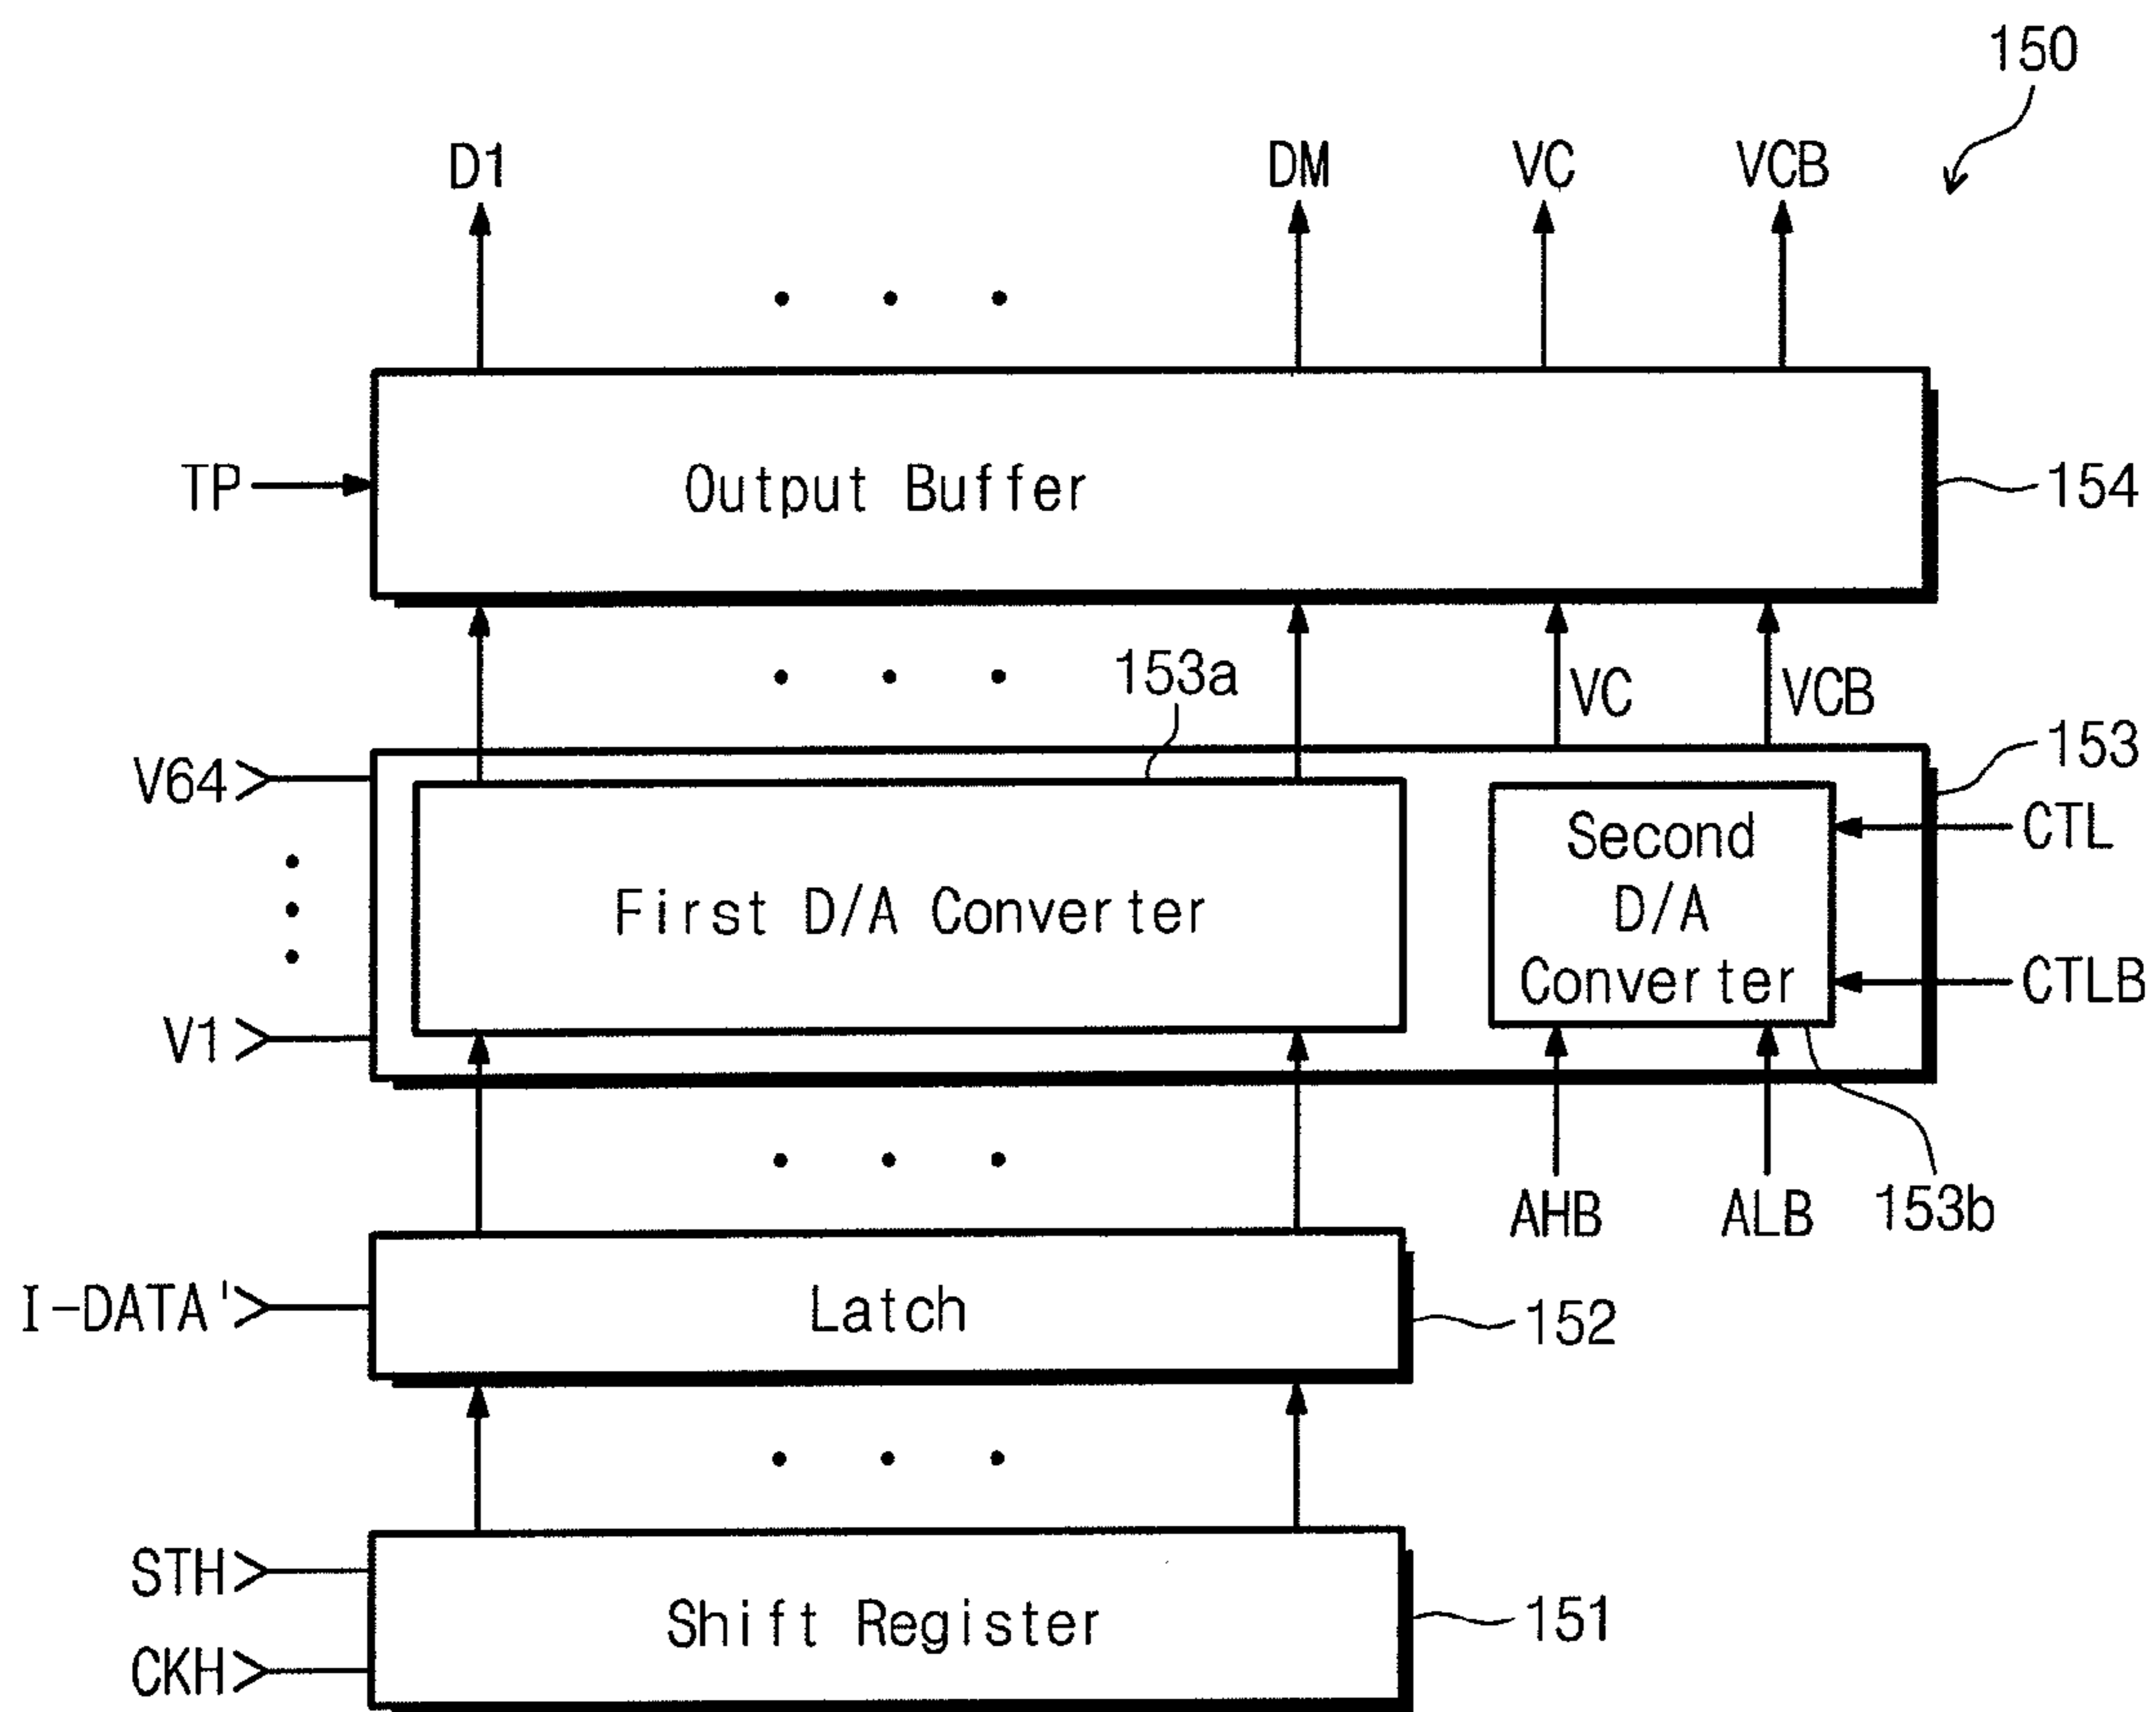 150
D1 DM VC VCB
TP
Output Buffer
154
153a
VC VCB
153
V64
V1
First D/A Converter
Second
D/A
Converter
CTL
CTLB
AHB ALB 153b
I-DATA'
Latch
152
STH
CKH
Shift Register
151